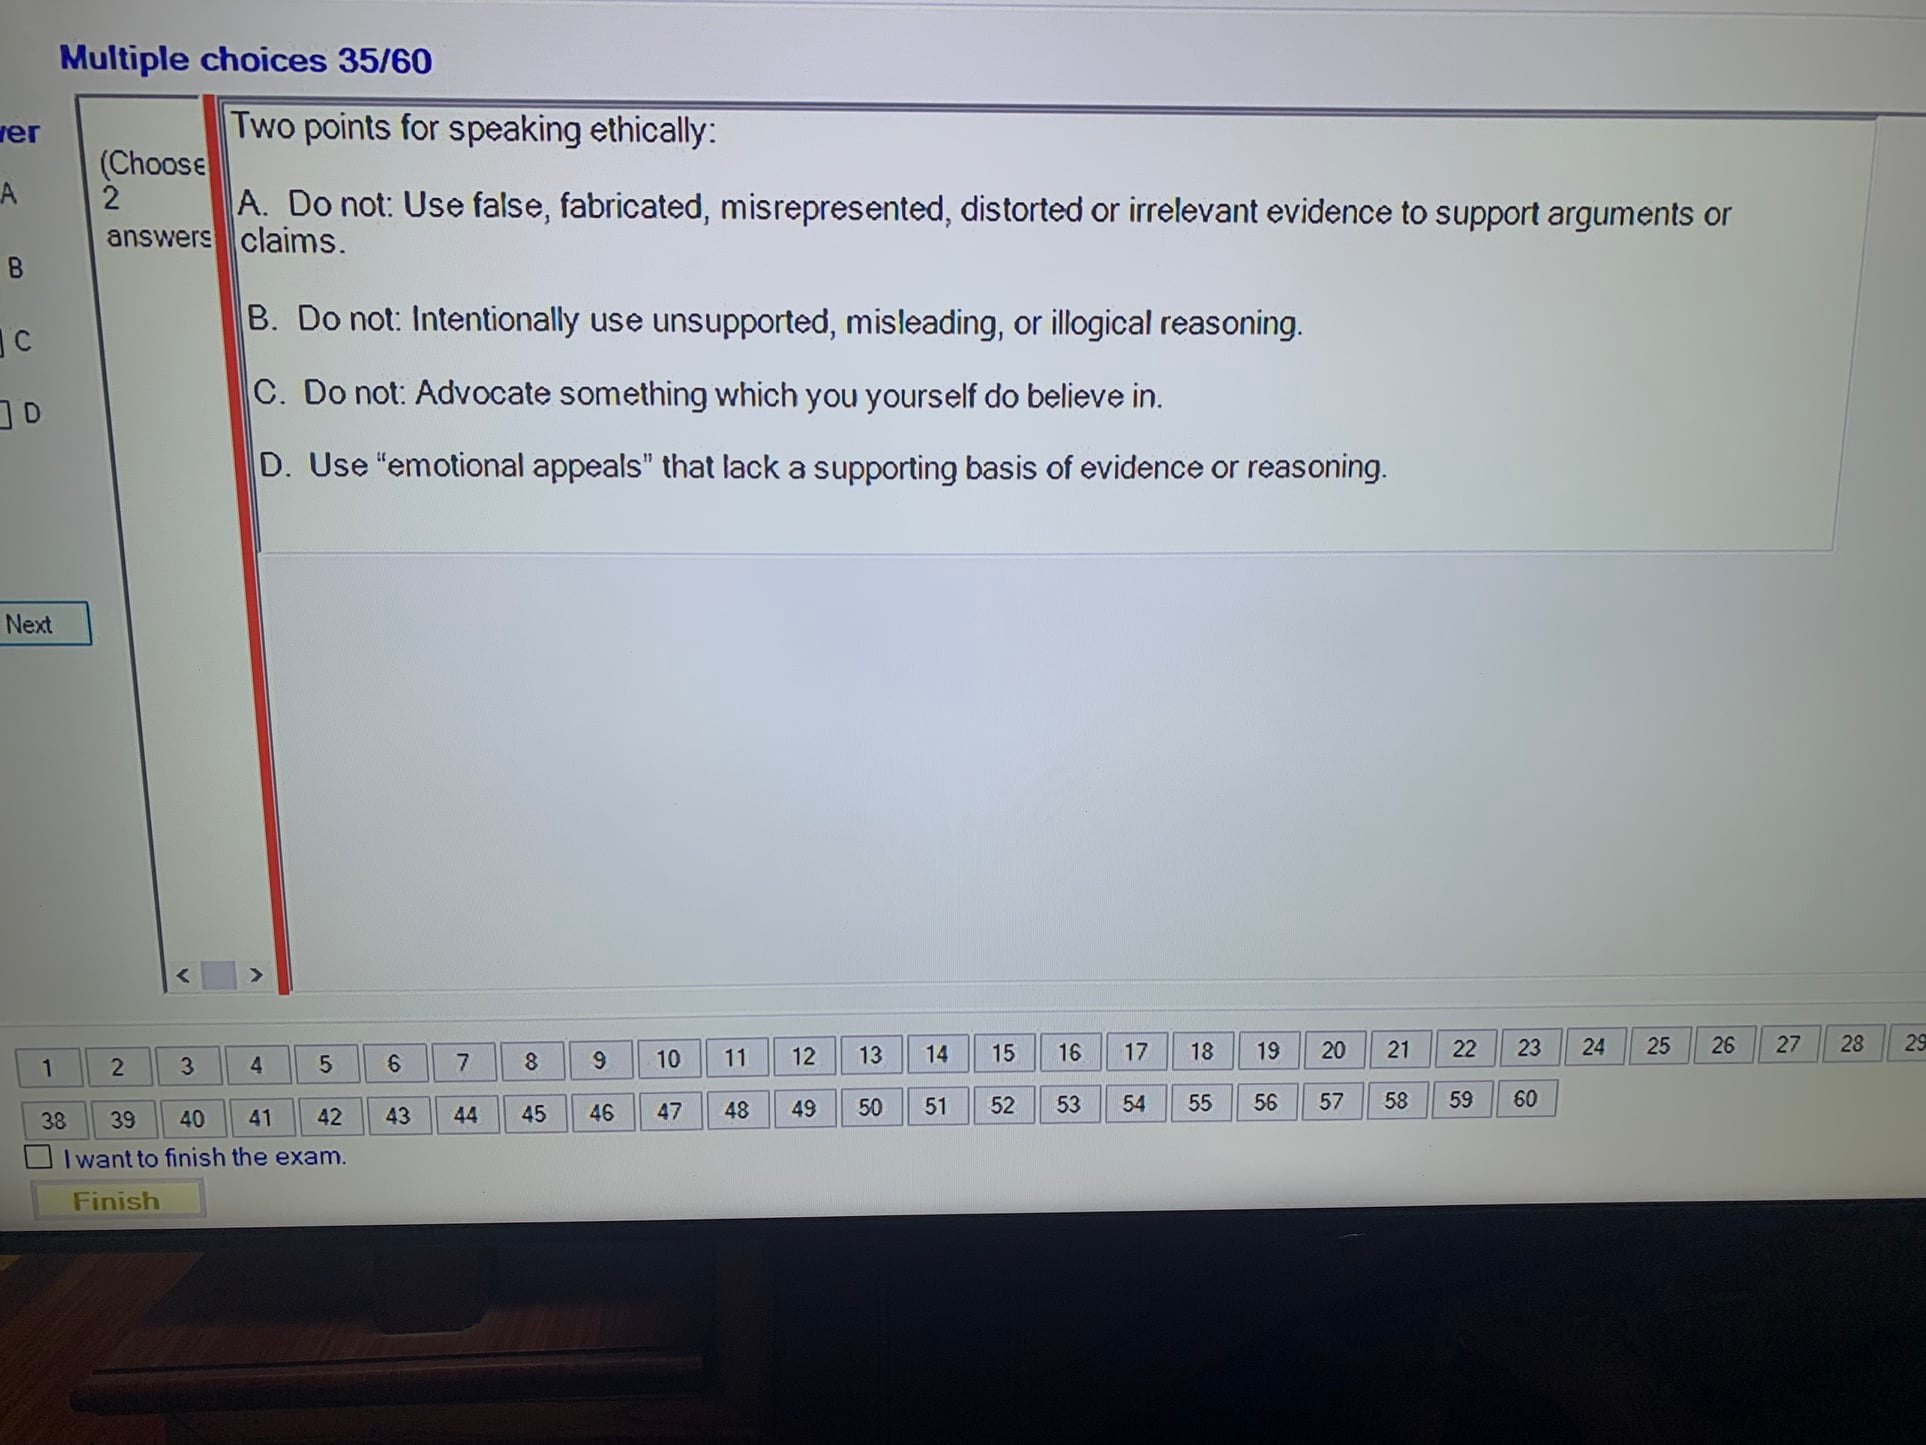 Multiple choices 35/60
A
B
C
D
Next
(Choose
2
answers
Two points for speaking ethically:
A. Do not: Use false, fabricated, misrepresented, distorted or irrelevant evidence to support arguments or
claims.
B. Do not: Intentionally use unsupported, misleading, or illogical reasoning.
C. Do not: Advocate something which you yourself do believe in.
D. Use “emotional appeals” that lack a supporting basis of evidence or reasoning.
< >
1 2 3 4 5 6 7 8 9 10 11 12 13 14 15 16 17 18 19 20 21 22 23 24 25 26 27 28 29
38 39 40 41 42 43 44 45 46 47 48 49 50 51 52 53 54 55 56 57 58 59 60
I want to finish the exam.
Finish